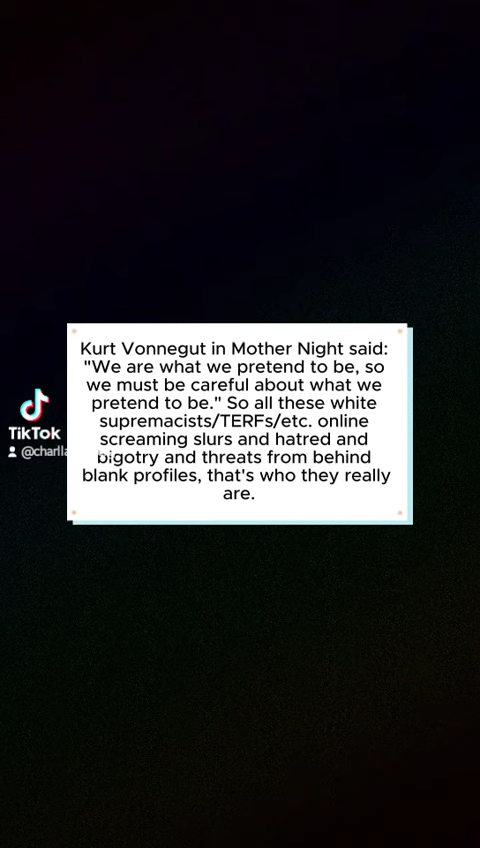 Kurt Vonnegut in Mother Night said:
"We are what we pretend to be, so
we must be careful about what we
pretend to be." So all these white
supremacists/TERFs/etc. online
screaming slurs and hatred and
bigotry and threats from behind
blank profiles, that's who they really
are.
TikTok